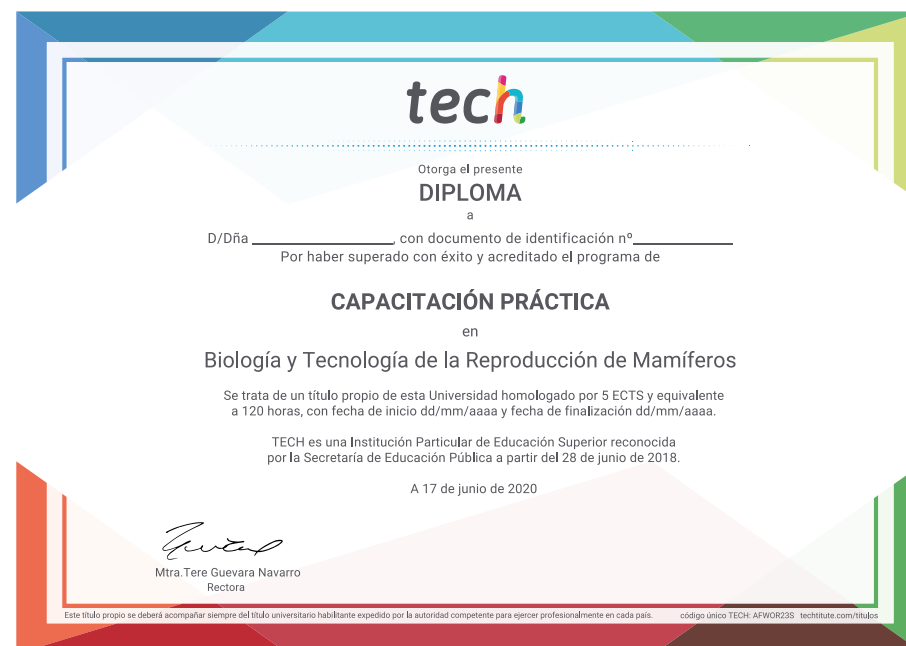 tech
Otorga el presente
DIPLOMA
a
D/Dña ____________, con documento de identificación nº____________
Por haber superado con éxito y acreditado el programa de
CAPACITACIÓN PRÁCTICA
en
Biología y Tecnología de la Reproducción de Mamíferos
Se trata de un título propio de esta Universidad homologado por 5 ECTS y equivalente
a 120 horas, con fecha de inicio dd/mm/aaaa y fecha de finalización dd/mm/aaaa.
TECH es una Institución Particular de Educación Superior reconocida
por la Secretaría de Educación Pública a partir del 28 de junio de 2018.
A 17 de junio de 2020
Mtra.Tere Guevara Navarro
Rectora
Este título propio se deberá acompañar siempre del título universitario habilitante expedido por la autoridad competente para ejercer profesionalmente en cada país. código único TECH: AFWOR23S techtitute.com/titulos